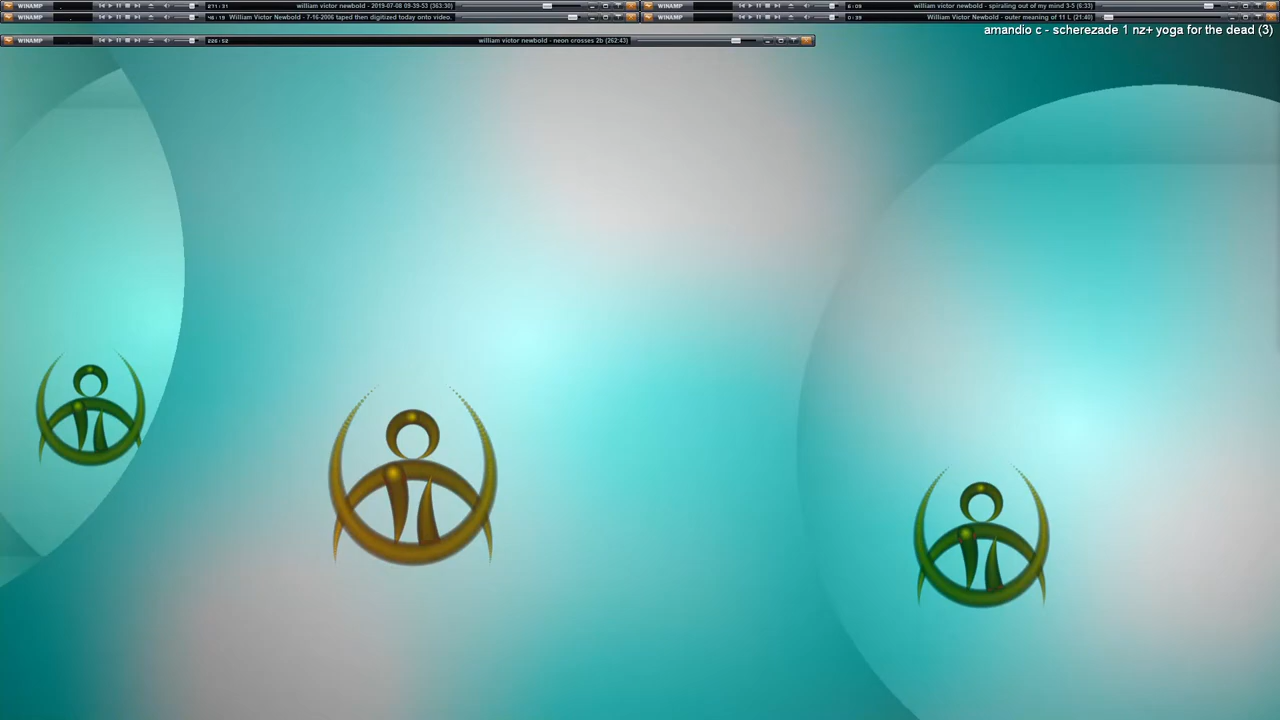 WINAMP 271:31 william victor newbold - 2019-07-08 09-39-53 (363:30)
WINAMP 6:09 william victor newbold - spiraling out of my mind 3-5 (6:33)
WINAMP William Victor Newbold - 7-16-2006 taped then digitized today onto video.
WINAMP 0:39 William Victor Newbold - outer meaning of 11 L (21:40)
amandio c - scherezade 1 nz+ yoga for the dead (3)
WINAMP 226:52 william victor newbold - neon crosses 2b (262:43)